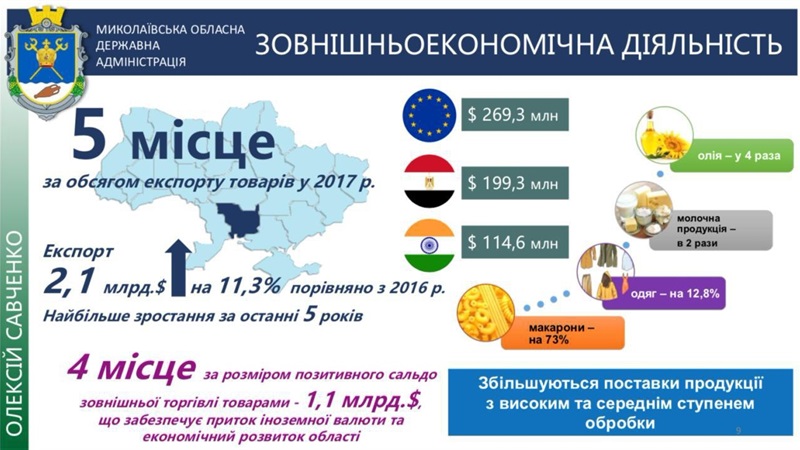 МИКОЛАЇВСЬКА ОБЛАСНА
ДЕРЖАВНА
АДМІНІСТРАЦІЯ
ЗОВНІШНЬОЕКОНОМІЧНА ДІЯЛЬНІСТЬ
ОЛЕКСІЙ САВЧЕНКО
5 місце
за обсягом експорту товарів у 2017 р.
Експорт
2,1 млрд.$ на 11,3% порівняно з 2016 р.
Найбільше зростання за останні 5 років
4 місце за розміром позитивного сальдо
зовнішньої торгівлі товарами - 1,1 млрд.$,
що забезпечує приток іноземної валюти та
економічний розвиток області
$ 269,3 млн
$ 199,3 млн
$ 114,6 млн
олія – у 4 раза
молочна
продукція –
в 2 рази
одяг – на 12,8%
макарони –
на 73%
Збільшуються поставки продукції
з високим та середнім ступенем
обробки
9